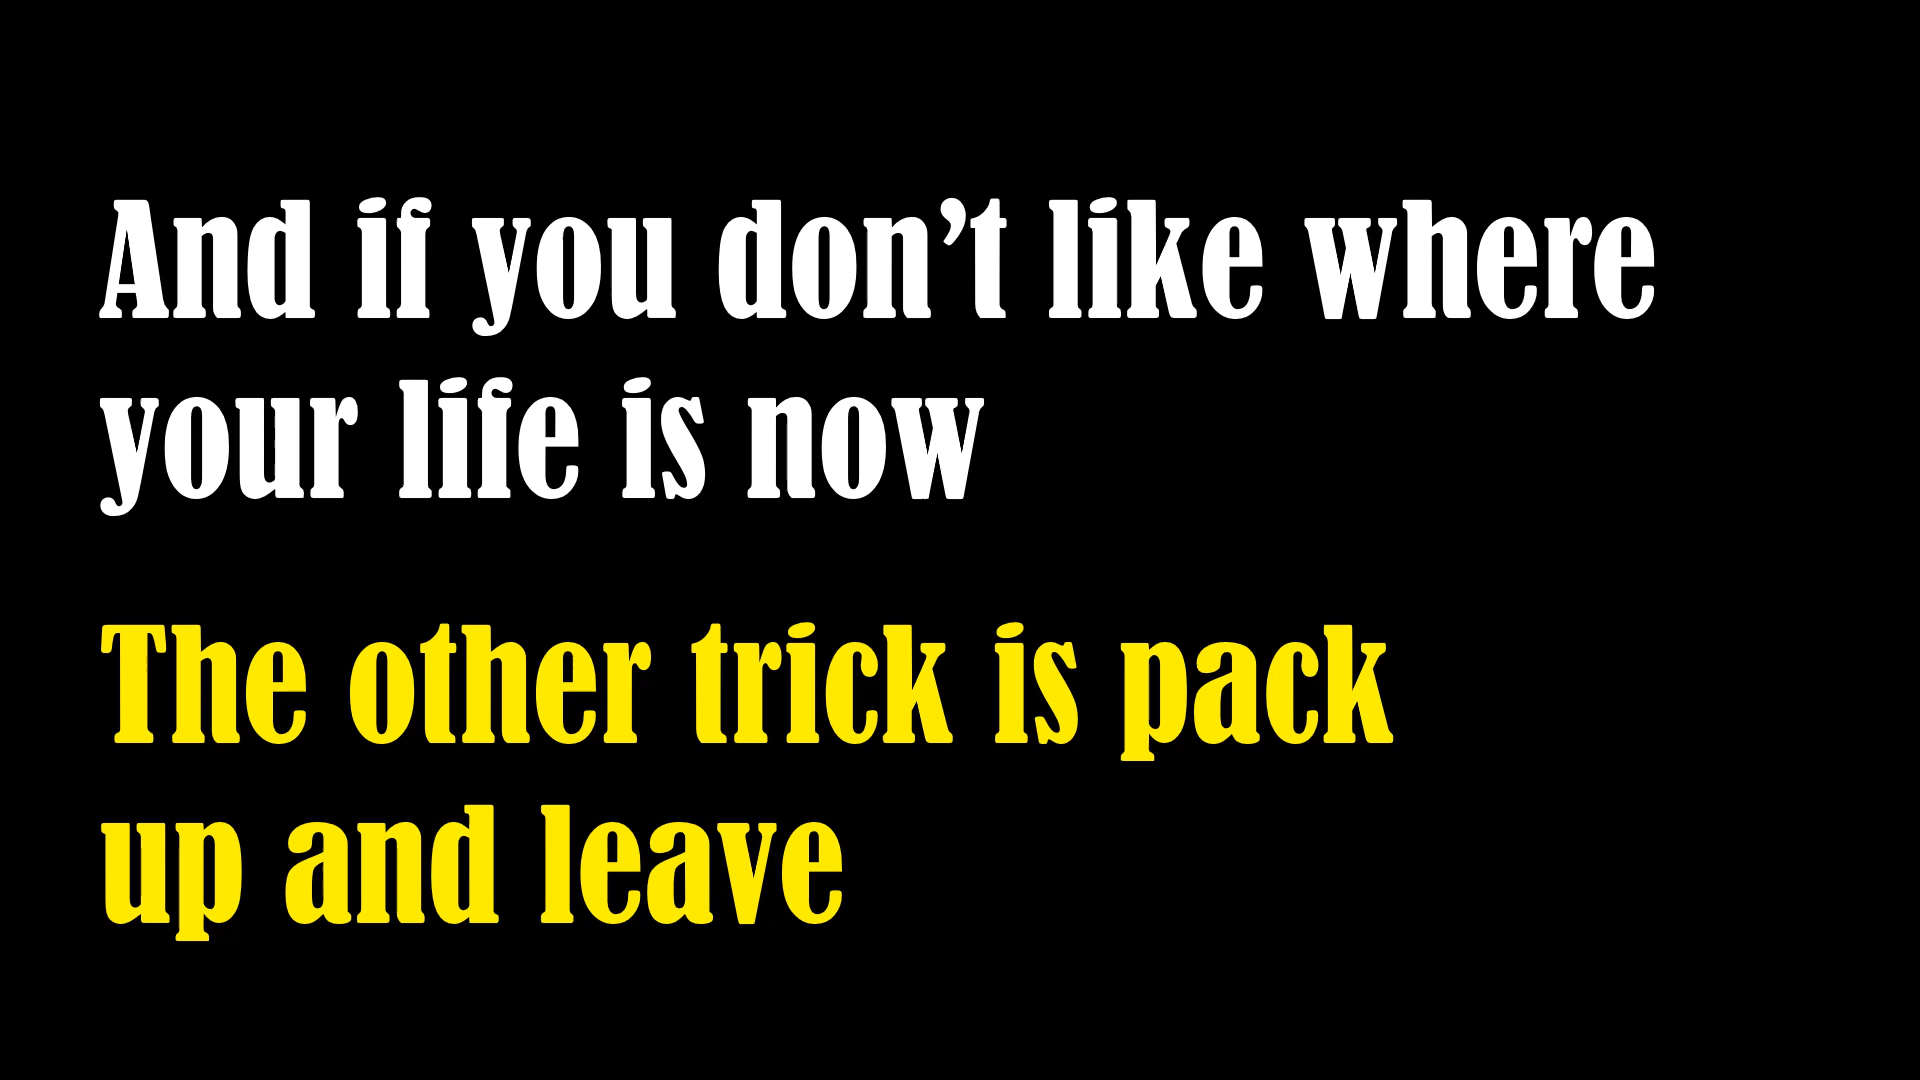 And if you don’t like where
your life is now
The other trick is pack
up and leave